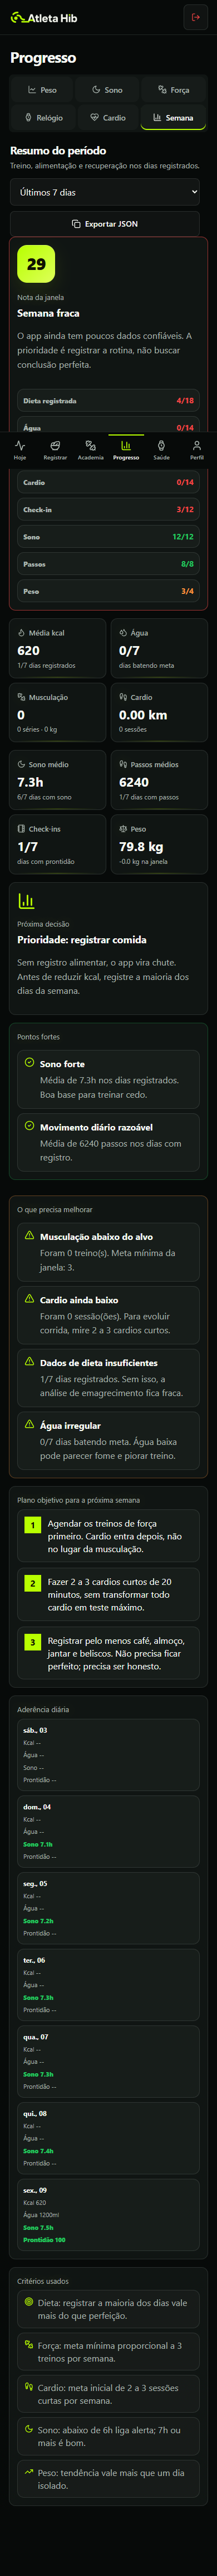 Atleta Hib
Progresso
Peso
Sono
Força
Relógio
Cardio
Semana
Resumo do período
Treino, alimentação e recuperação nos dias registrados.
Últimos 7 dias
Exportar JSON
29
Nota da janela
Semana fraca
O app ainda tem poucos dados confiáveis. A
prioridade é registrar a rotina, não buscar
conclusão perfeita.
Dieta registrada 4/18
Água 0/14
Hoje
Registrar
Academia
Progresso
Saúde
Perfil
Cardio 0/14
Check-in 3/12
Sono 12/12
Passos 8/8
Peso 3/4
Média kcal
620
1/7 dias registrados
Água
0/7
dias batendo meta
Musculação
0
0 séries · 0 kg
Cardio
0.00 km
0 sessões
Sono médio
7.3h
6/7 dias com sono
Passos médios
6240
1/7 dias com passos
Check-ins
1/7
dias com prontidão
Peso
79.8 kg
-0.0 kg na janela
Próxima decisão
Prioridade: registrar comida
Sem registro alimentar, o app vira chute.
Antes de reduzir kcal, registre a maioria dos
dias da semana.
Pontos fortes
Sono forte
Média de 7.3h nos dias registrados.
Boa base para treinar cedo.
Movimento diário razoável
Média de 6240 passos nos dias com
registro.
O que precisa melhorar
Musculação abaixo do alvo
Foram 0 treino(s). Meta mínima da
janela: 3.
Cardio ainda baixo
Foram 0 sessão(ões). Para evoluir
corrida, mire 2 a 3 cardios curtos.
Dados de dieta insuficientes
1/7 dias registrados. Sem isso, a
análise de emagrecimento fica fraca.
Água irregular
0/7 dias batendo meta. Água baixa
pode parecer fome e piorar treino.
Plano objetivo para a próxima semana
1
Agendar os treinos de força
primeiro. Cardio entra depois, não
no lugar da musculação.
2
Fazer 2 a 3 cardios curtos de 20
minutos, sem transformar todo
cardio em teste máximo.
3
Registrar pelo menos café, almoço,
jantar e beliscos. Não precisa ficar
perfeito; precisa ser honesto.
Aderência diária
sáb., 03
Kcal --
Água --
Sono --
Prontidão --
dom., 04
Kcal --
Água --
Sono 7.1h
Prontidão --
seg., 05
Kcal --
Água --
Sono 7.2h
Prontidão --
ter., 06
Kcal --
Água --
Sono 7.3h
Prontidão --
qua., 07
Kcal --
Água --
Sono 7.3h
Prontidão --
qui., 08
Kcal --
Água --
Sono 7.4h
Prontidão --
sex., 09
Kcal 620
Água 1200ml
Sono 7.5h
Prontidão 100
Critérios usados
Dieta: registrar a maioria dos dias vale
mais do que perfeição.
Força: meta mínima proporcional a 3
treinos por semana.
Cardio: meta inicial de 2 a 3 sessões
curtas por semana.
Sono: abaixo de 6h liga alerta; 7h ou
mais é bom.
Peso: tendência vale mais que um dia
isolado.